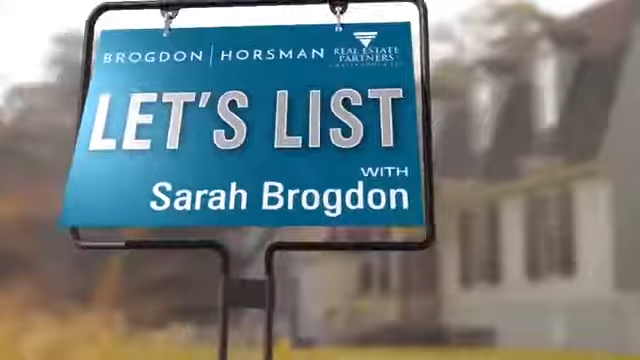 BROGDON | HORSMAN
REAL ESTATE
PARTNERS
LET'S LIST
WITH
Sarah Brogdon